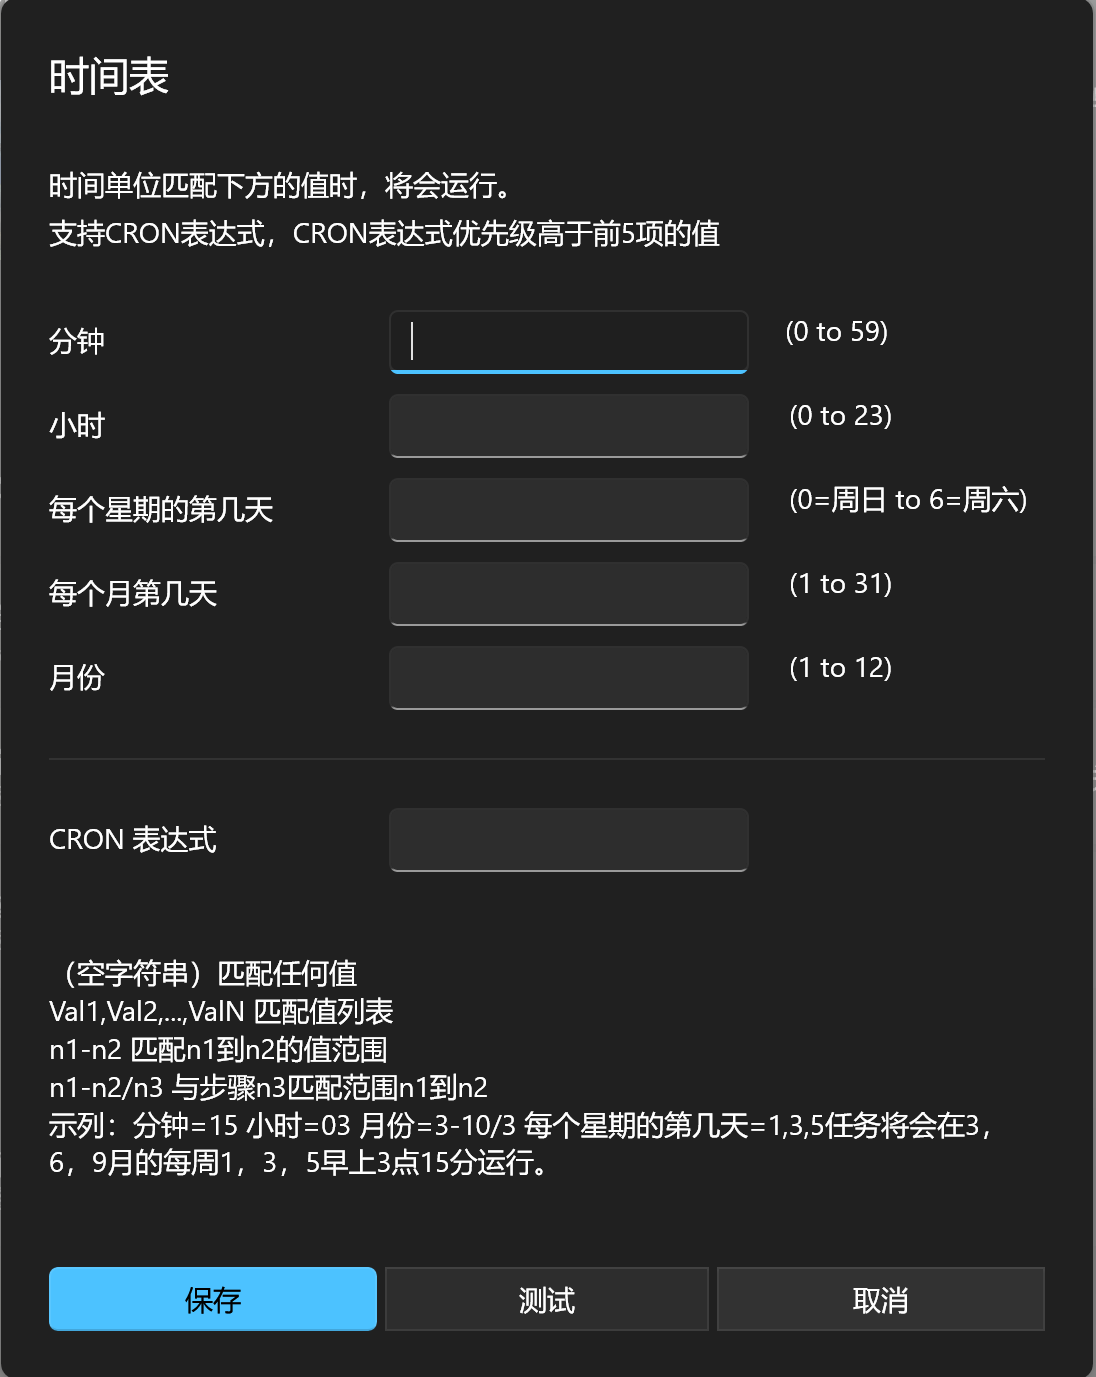 时间表
时间单位匹配下方的值时，将会运行。
支持CRON表达式，CRON表达式优先级高于前5项的值
分钟 (0 to 59)
小时 (0 to 23)
每个星期的第几天 (0=周日 to 6=周六)
每个月第几天 (1 to 31)
月份 (1 to 12)
CRON 表达式
（空字符串）匹配任何值
Val1,Val2,...,ValN 匹配值列表
n1-n2 匹配n1到n2的值范围
n1-n2/n3 与步骤n3匹配范围n1到n2
示列：分钟=15 小时=03 月份=3-10/3 每个星期的第几天=1,3,5任务将会在3，
6，9月的每周1，3，5早上3点15分运行。
保存 测试 取消